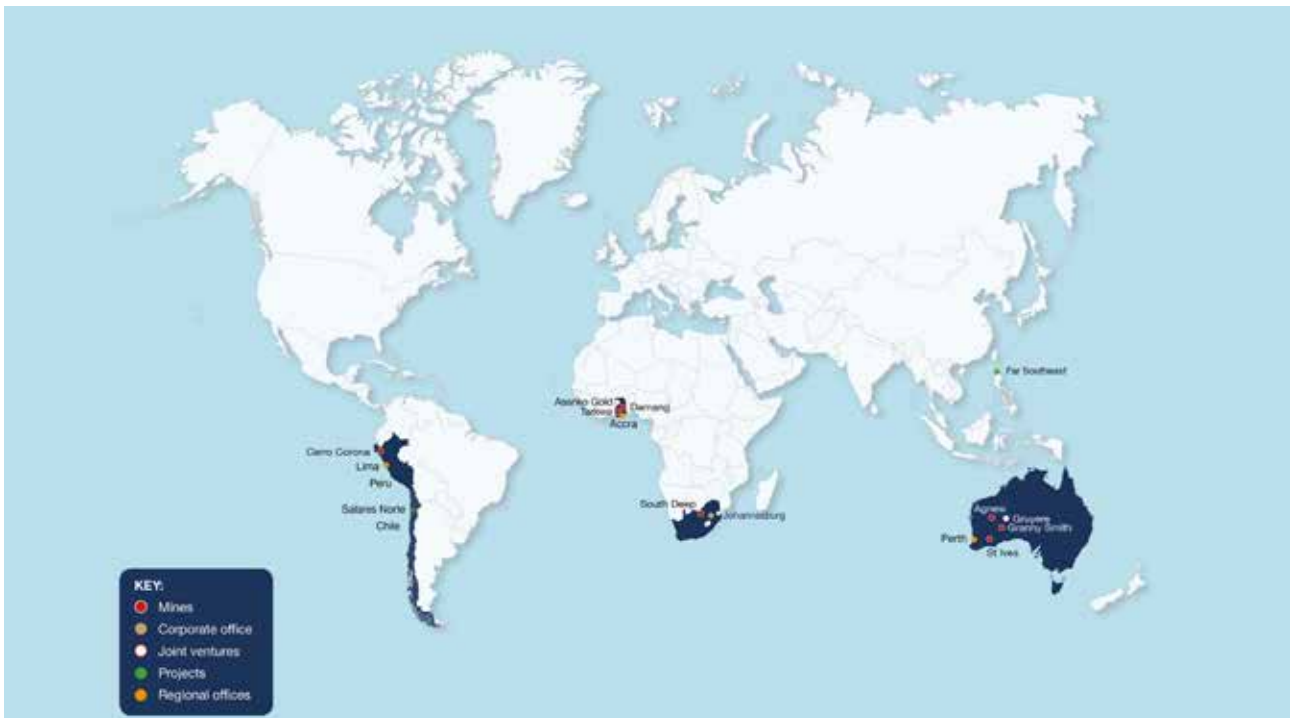 Far Southeast
Asanko Gold
Damang
Tarkwa
Accra
Cerro Corona
Lima
Peru
Salares Norte
Chile
South Deep
Johannesburg
Agnew
Gruyere
Granny Smith
Perth
St Ives
KEY:
Mines
Corporate office
Joint ventures
Projects
Regional offices